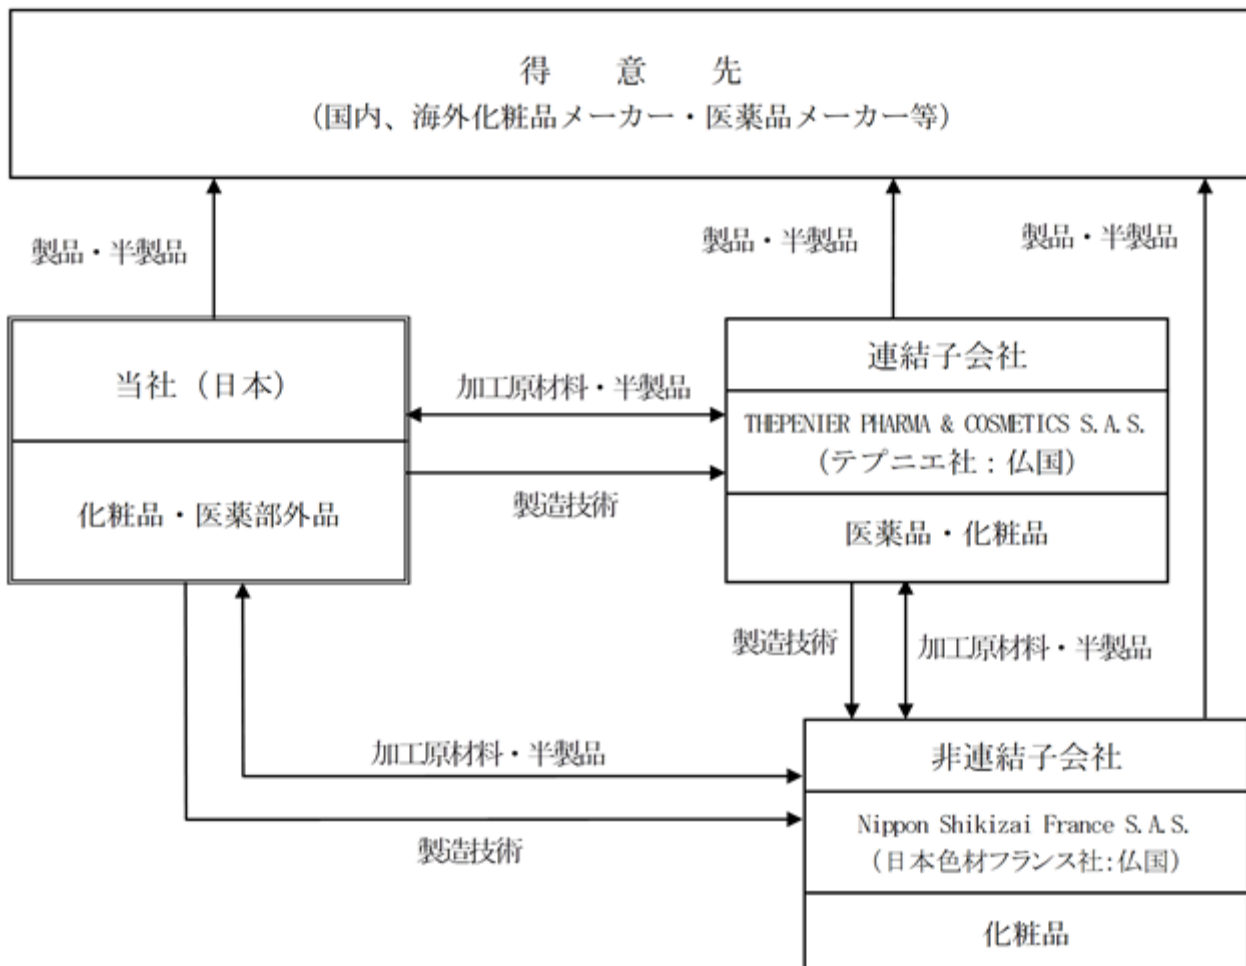 得 意 先
(国内、海外化粧品メーカー・医薬品メーカー等)
製品・半製品
製品・半製品
製品・半製品
当社(日本)
化粧品・医薬部外品
加工原材料・半製品
製造技術
連結子会社
THEPENIER PHARMA & COSMETICS S.A.S.
(テプニエ社:仏国)
医薬品・化粧品
製造技術
加工原材料・半製品
加工原材料・半製品
製造技術
非連結子会社
Nippon Shikizai France S.A.S.
(日本色材フランス社:仏国)
化粧品